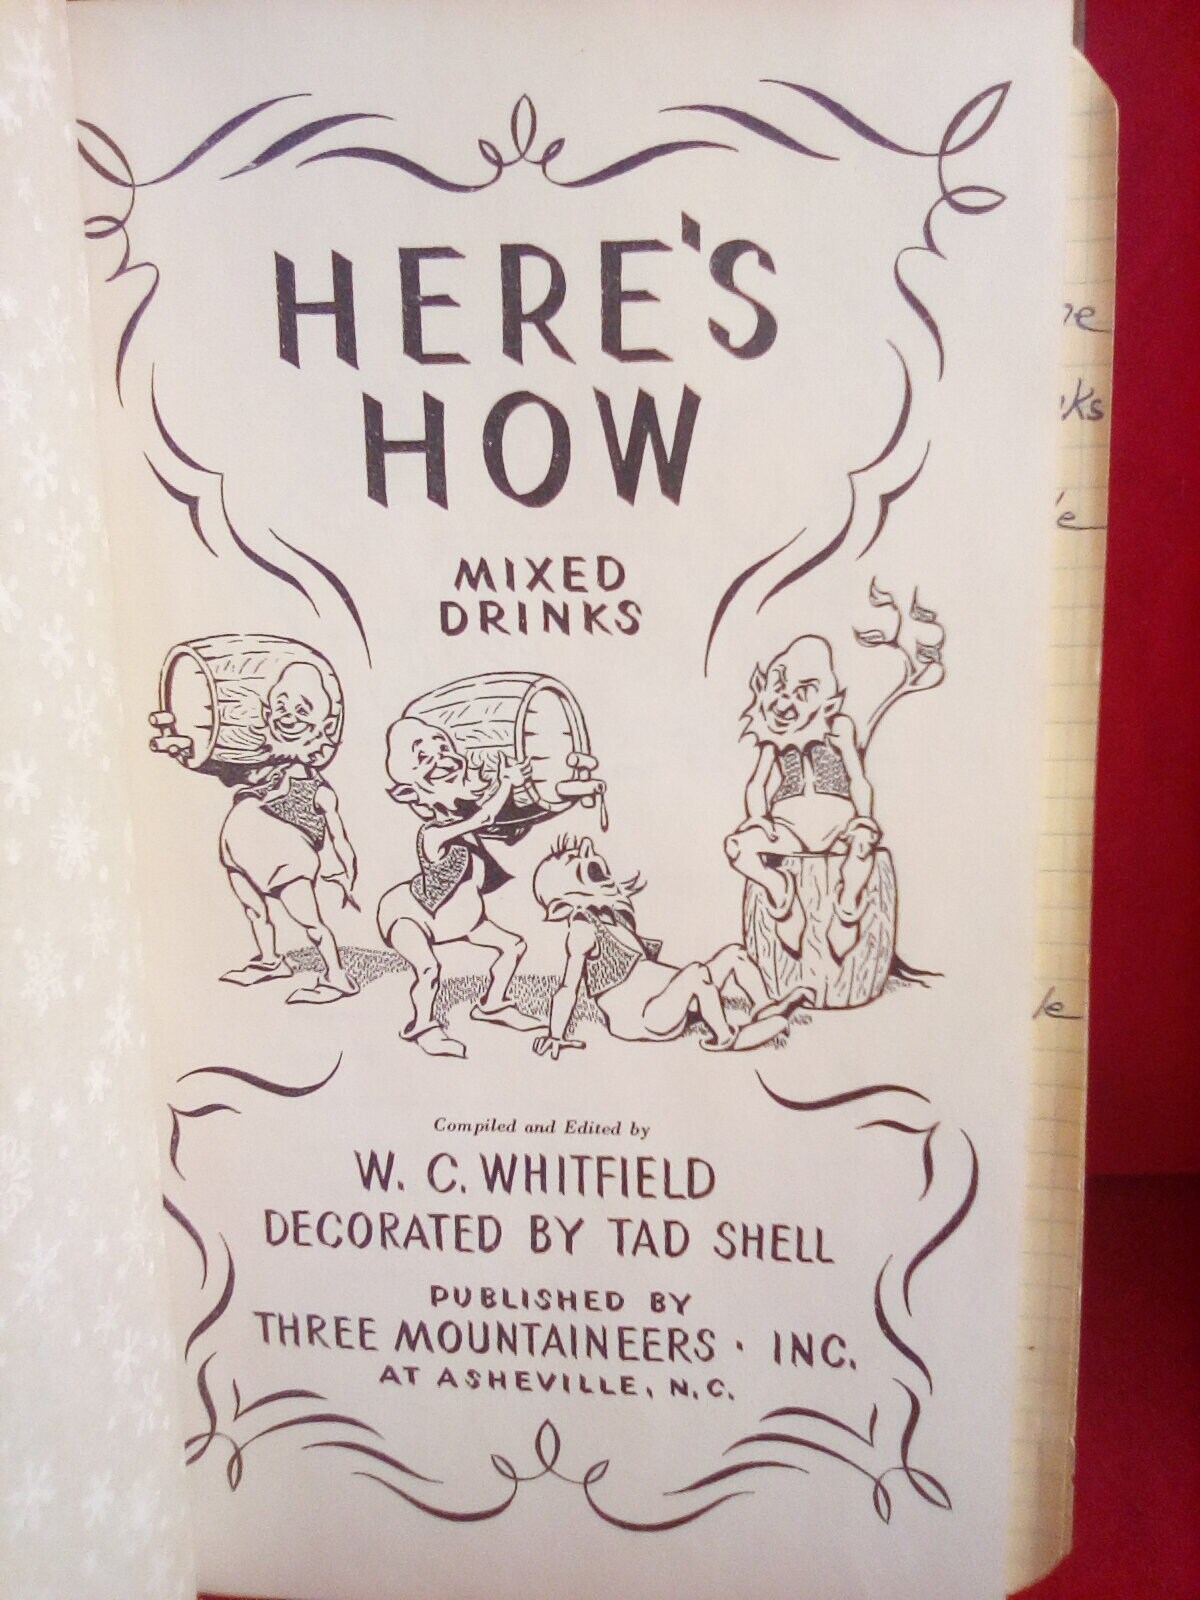 HERE'S
HOW
MIXED
DRINKS
Compiled and Edited by
W. C. WHITFIELD
DECORATED BY TAD SHELL
PUBLISHED BY
THREE MOUNTAINEERS · INC.
AT ASHEVILLE, N.C.